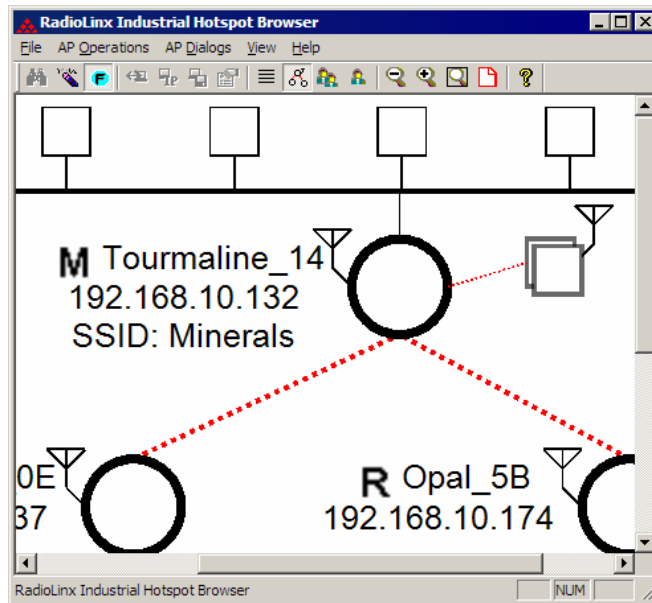 RadioLinx Industrial Hotspot Browser
File AP Operations AP Dialogs View Help
M Tourmaline_14
192.168.10.132
SSID: Minerals
0E
37
R Opal_5B
192.168.10.174
RadioLinx Industrial Hotspot Browser NUM